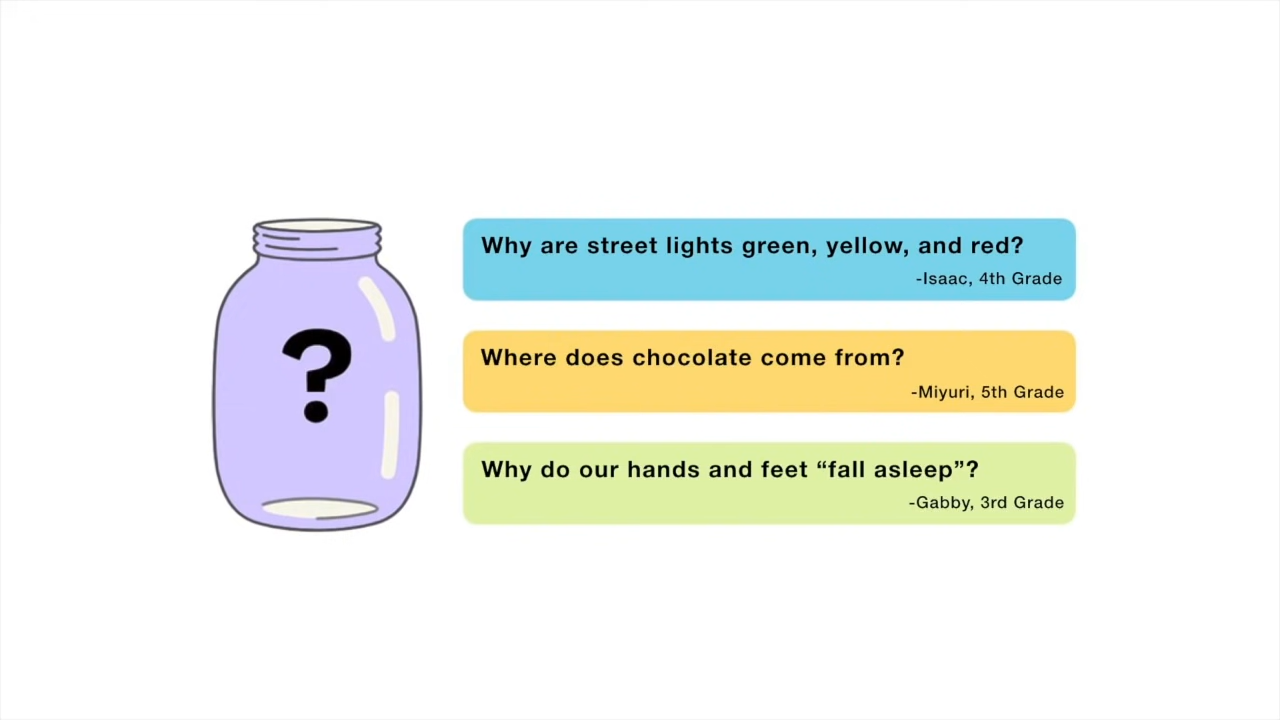 ?
Why are street lights green, yellow, and red?
-Isaac, 4th Grade
Where does chocolate come from?
-Miyuri, 5th Grade
Why do our hands and feet “fall asleep”?
-Gabby, 3rd Grade